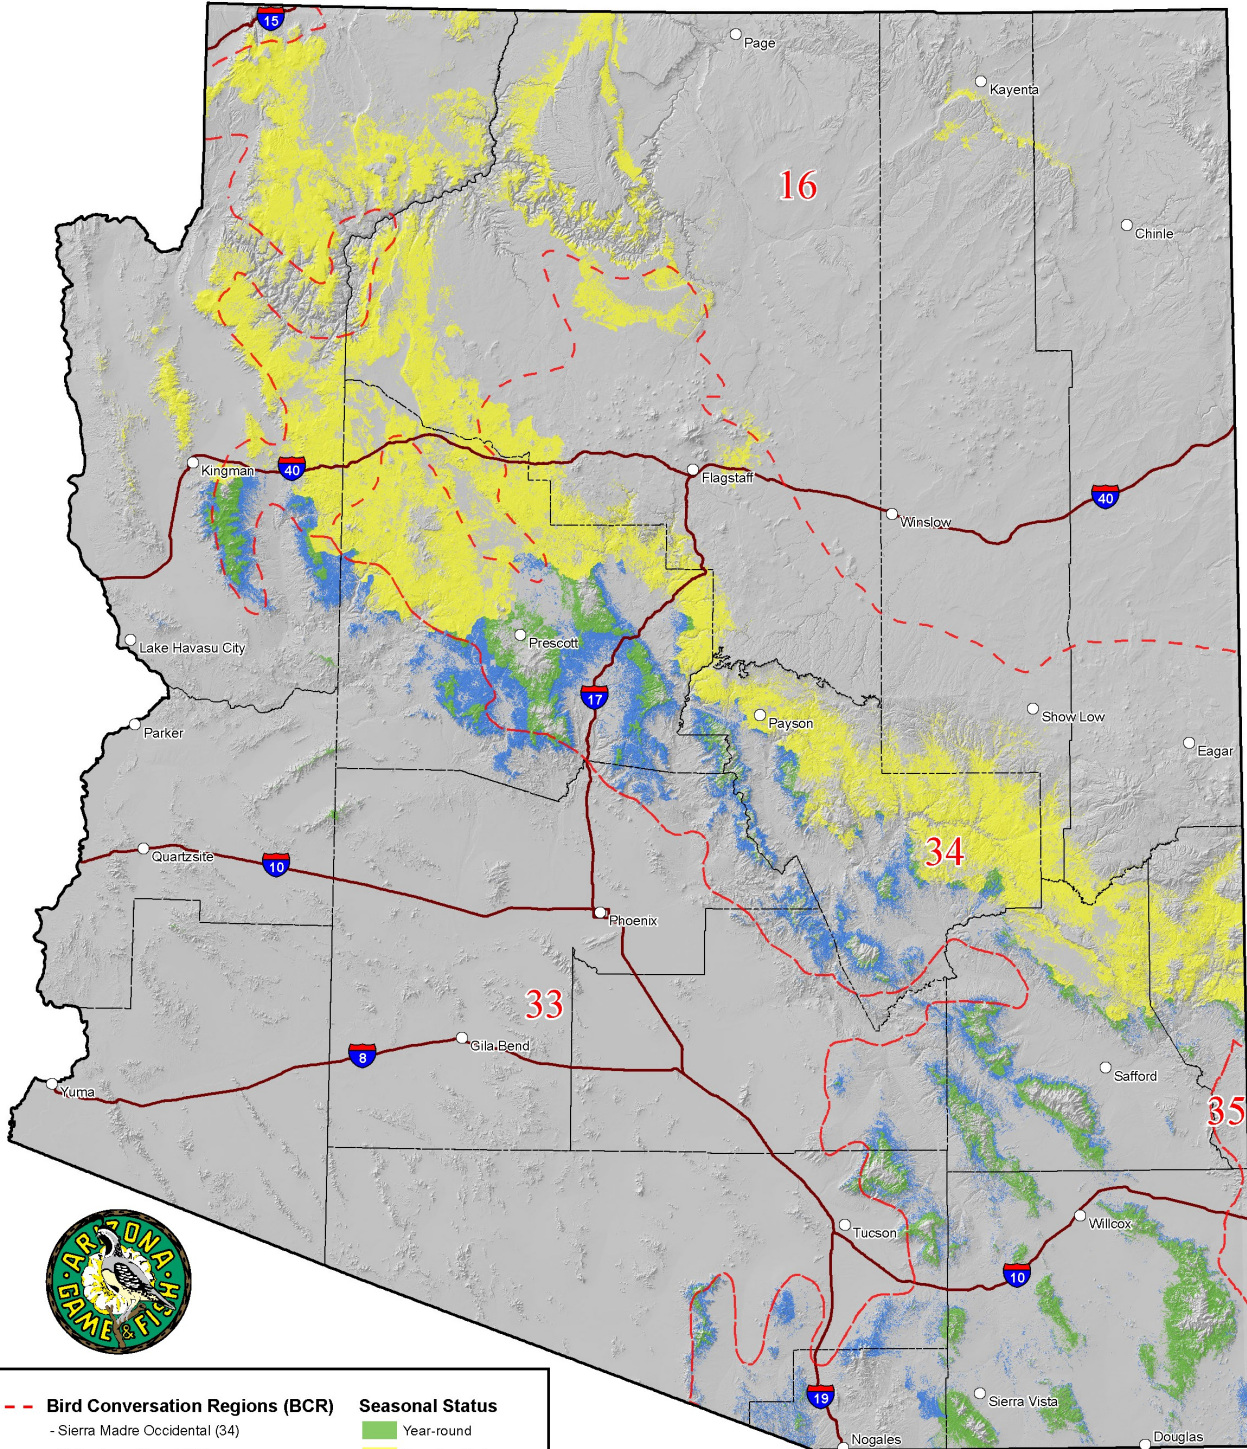 15
Page
Kayenta
16
Chinle
Kingman
40
Flagstaff
40
Winslow
Lake Havasu City
Prescott
17
Parker
Payson
Show Low
Eagar
Quartzsite
10
34
Phoenix
33
Gila Bend
8
Safford
Yuma
35
Willcox
Tucson
10
ARIZONA
GAME & FISH
Bird Conversation Regions (BCR)
- Sierra Madre Occidental (34)
Seasonal Status
Year-round
19
Sierra Vista
Nogales
Douglas